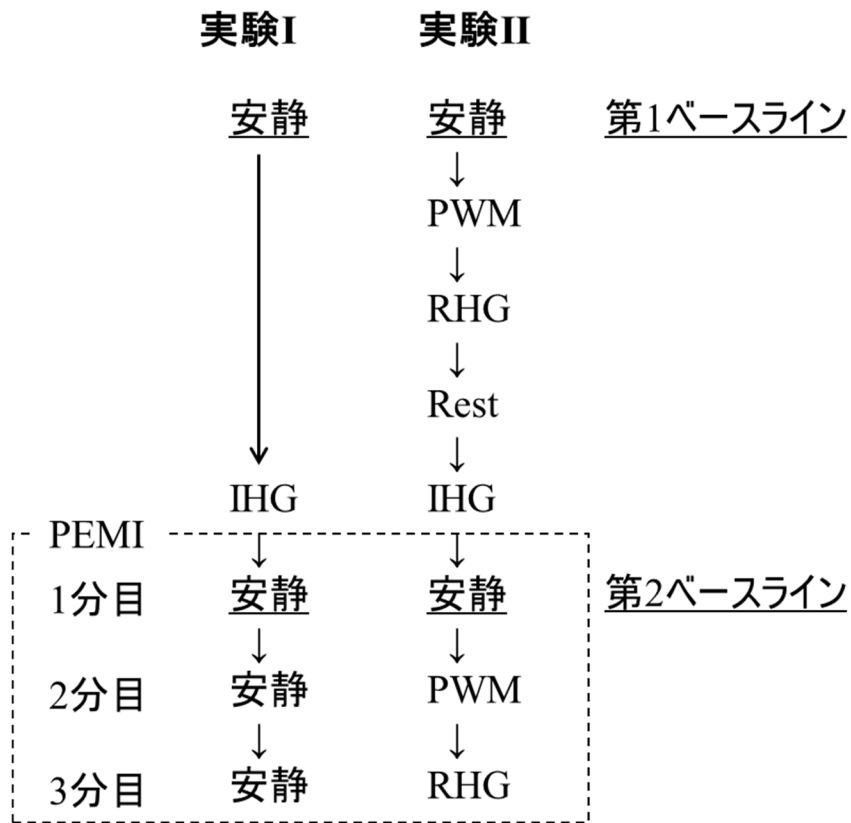 実験I 実験II
安静 安静 第1ベースライン
↓
PWM
↓
RHG
↓
Rest
↓
IHG IHG
PEMI
↓ ↓
1分目 安静 安静 第2ベースライン
↓ ↓
2分目 安静 PWM
↓ ↓
3分目 安静 RHG